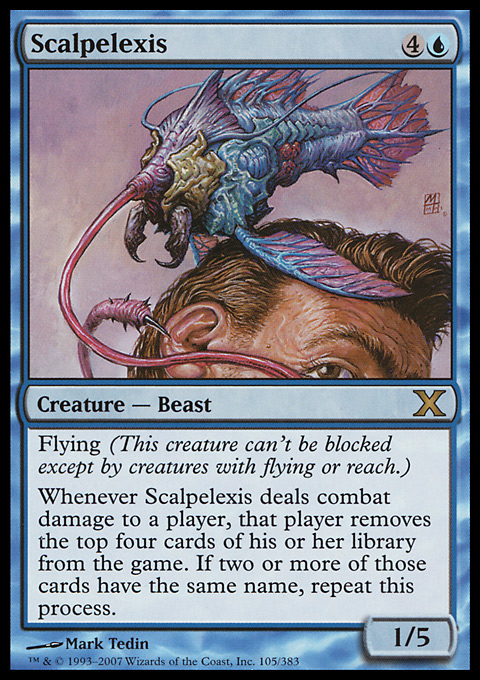 Scalpelexis 4
Creature — Beast X
Flying (This creature can't be blocked
except by creatures with flying or reach.)
Whenever Scalpelexis deals combat
damage to a player, that player removes
the top four cards of his or her library
from the game. If two or more of those
cards have the same name, repeat this
process.
1/5
Mark Tedin
™ & © 1993–2007 Wizards of the Coast, Inc. 105/383